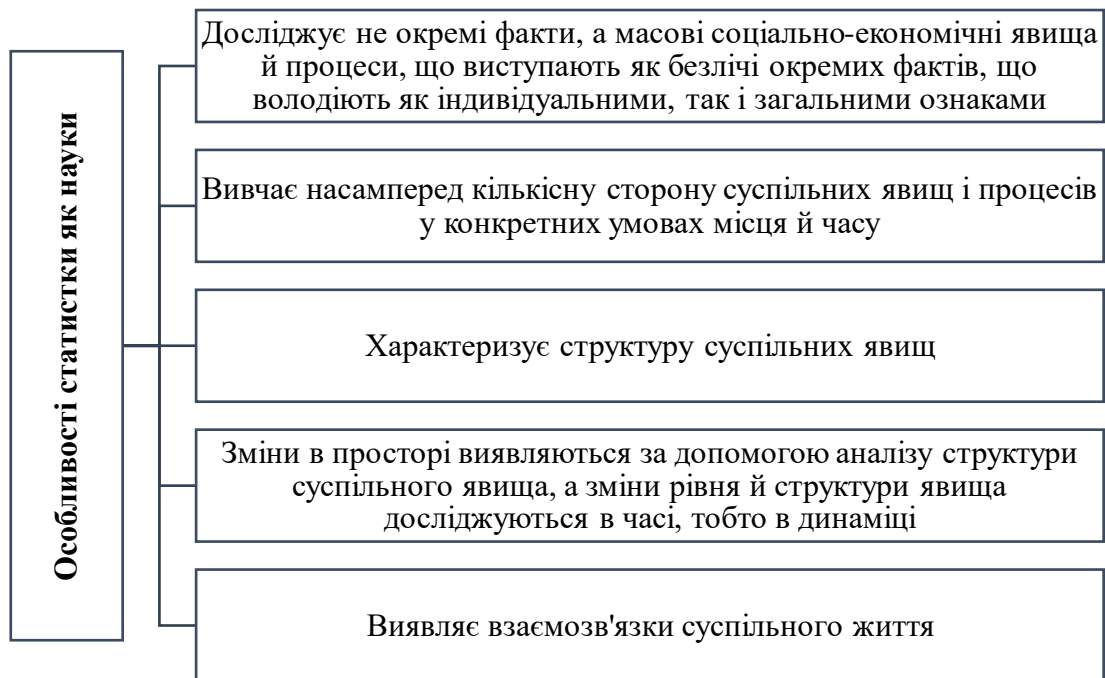 Особливості статистки як науки
Досліджує не окремі факти, а масові соціально-економічні явища
й процеси, що виступають як безлічі окремих фактів, що
володіють як індивідуальними, так і загальними ознаками
Вивчає насамперед кількісну сторону суспільних явищ і процесів
у конкретних умовах місця й часу
Характеризує структуру суспільних явищ
Зміни в просторі виявляються за допомогою аналізу структури
суспільного явища, а зміни рівня й структури явища
досліджуються в часі, тобто в динаміці
Виявляє взаємозв'язки суспільного життя